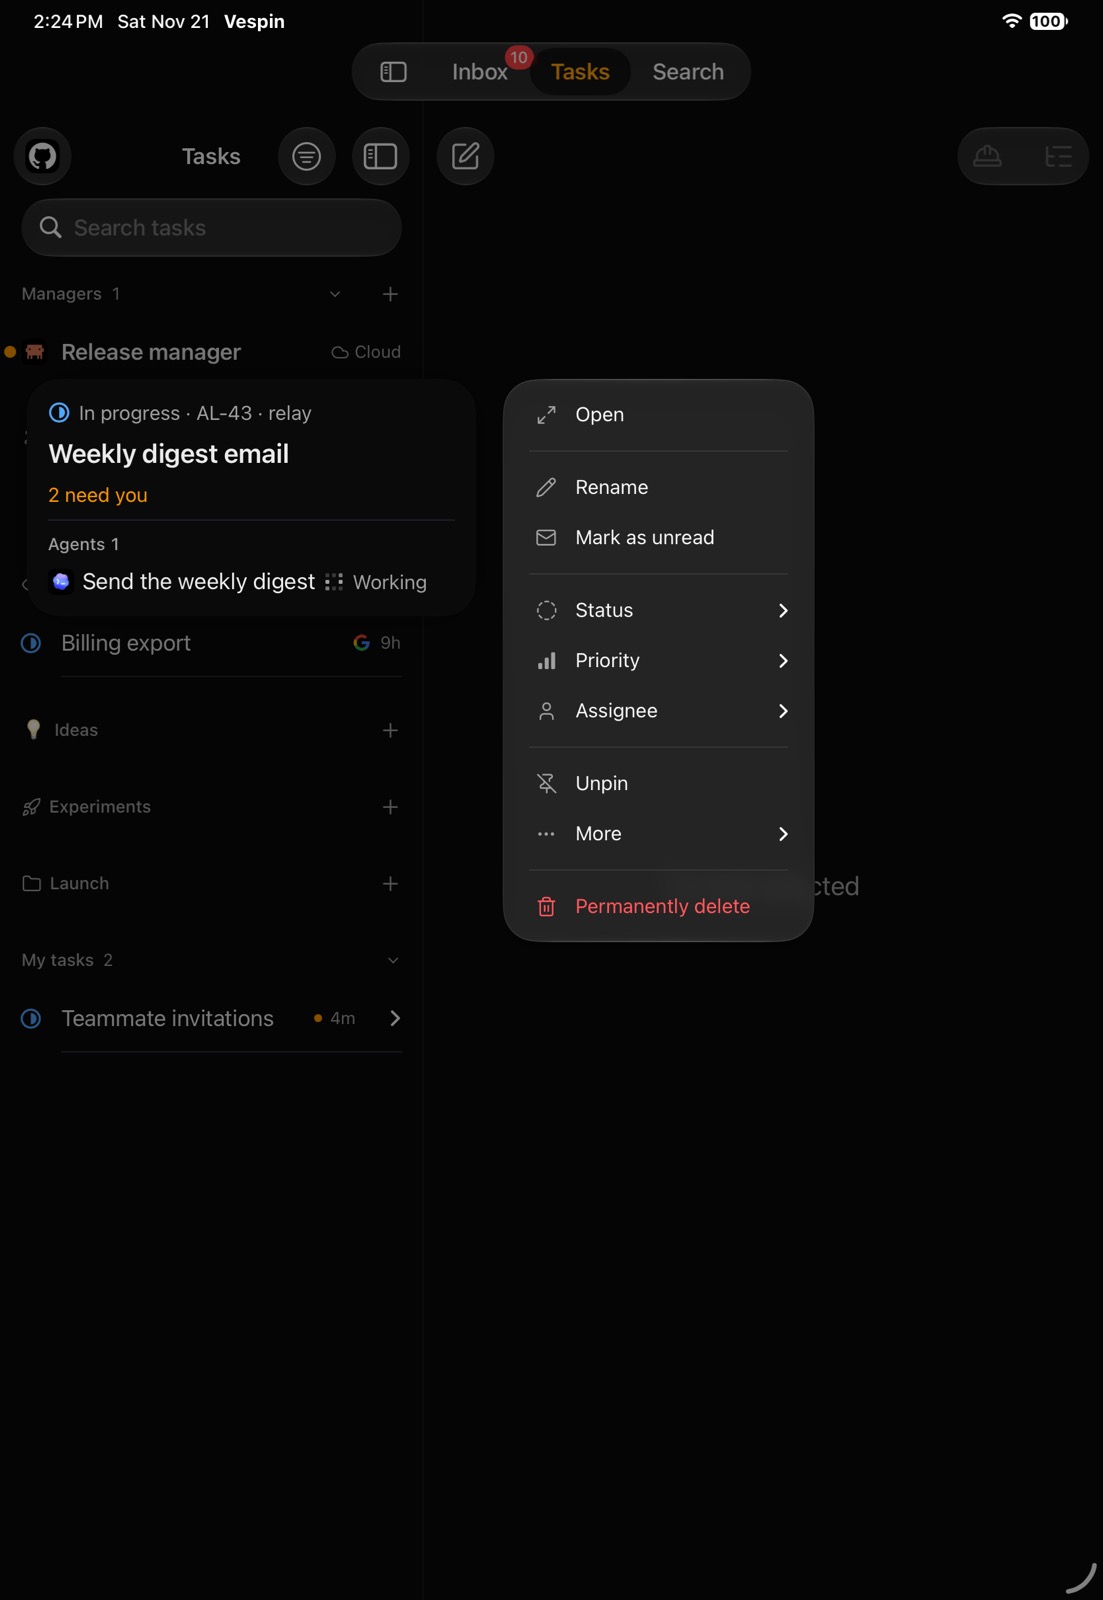 2:24 PM Sat Nov 21 Vespin
100
Inbox 10 Tasks Search
Tasks
Search tasks
Managers 1
Release manager Cloud
In progress · AL-43 · relay
Weekly digest email
2 need you
Agents 1
Send the weekly digest Working
Billing export 9h
Ideas
Experiments
Launch
My tasks 2
Teammate invitations 4m
Open
Rename
Mark as unread
Status
Priority
Assignee
Unpin
More
Permanently delete